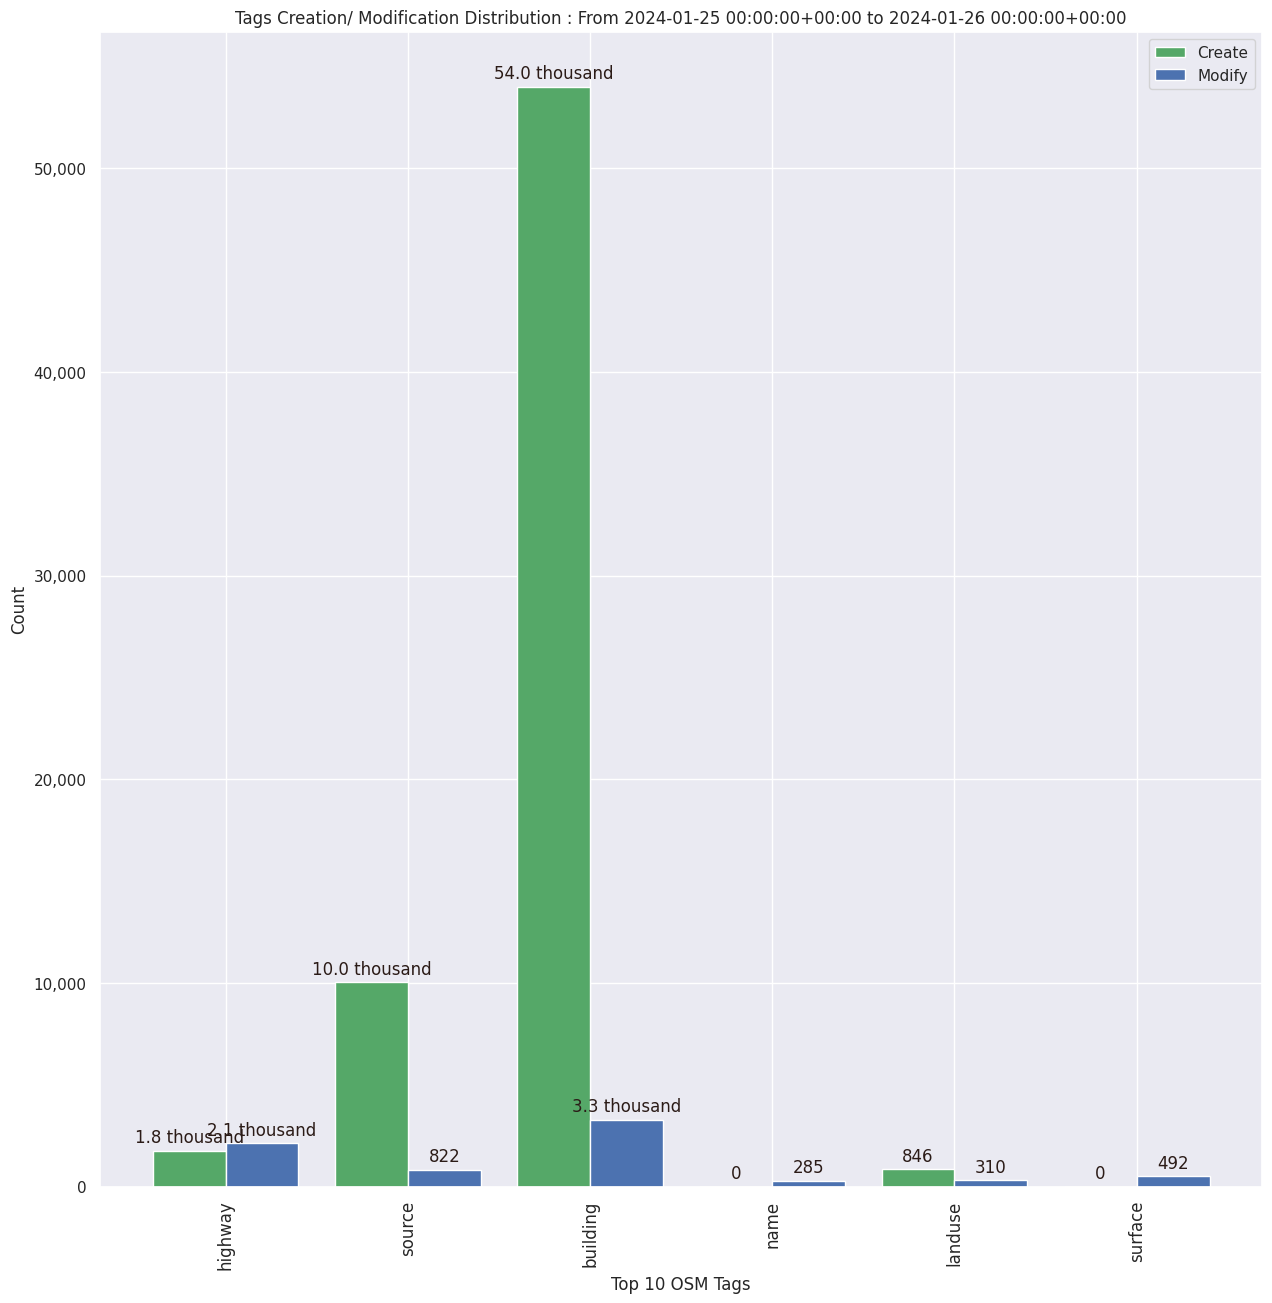 Tags Creation/ Modification Distribution : From 2024-01-25 00:00:00+00:00 to 2024-01-26 00:00:00+00:00
Create
Modify
Count
50,000
40,000
30,000
20,000
10,000
0
1.8 thousand
2.1 thousand
10.0 thousand
822
54.0 thousand
3.3 thousand
0
285
846
310
0
492
highway
source
building
name
landuse
surface
Top 10 OSM Tags